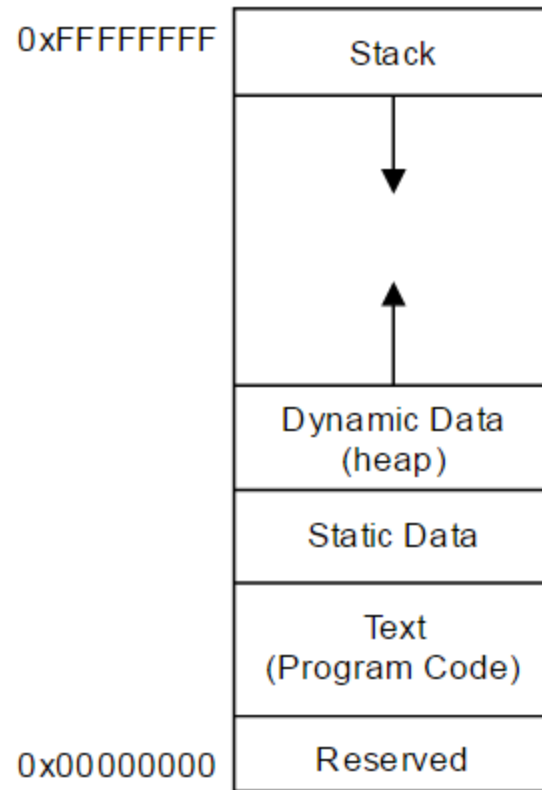 0xFFFFFFFF
Stack
Dynamic Data
(heap)
Static Data
Text
(Program Code)
0x00000000
Reserved